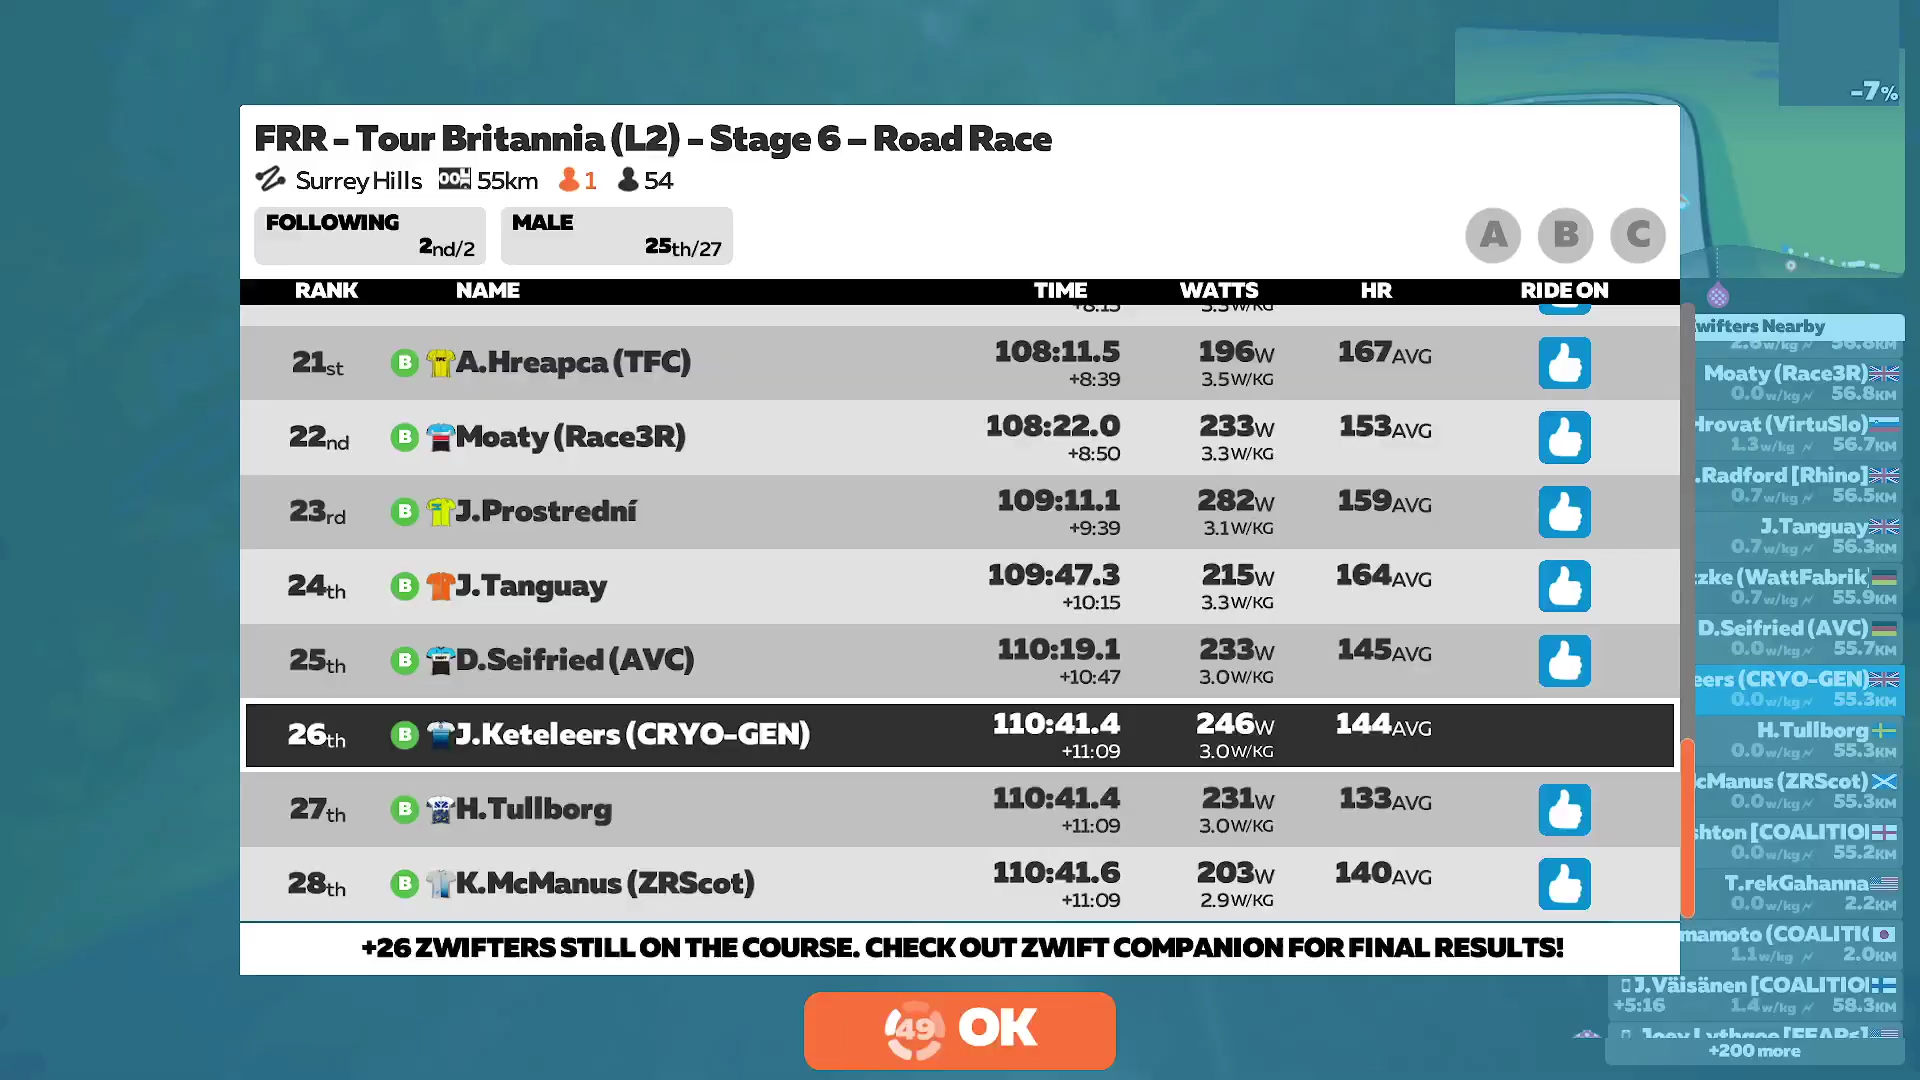 -7%
FRR - Tour Britannia (L2) - Stage 6 – Road Race
Surrey Hills 55km 1 54
FOLLOWING
2nd/2
MALE
25th/27
A B C
RANK NAME TIME WATTS HR RIDE ON
+8:15 3.3W/KG
21st B A.Hreapca (TFC) 108:11.5 196W 167AVG
+8:39 3.5W/KG
22nd B Moaty (Race3R) 108:22.0 233W 153AVG
+8:50 3.3W/KG
23rd B J.Prostrední 109:11.1 282W 159AVG
+9:39 3.1W/KG
24th B J.Tanguay 109:47.3 215W 164AVG
+10:15 3.3W/KG
25th B D.Seifried (AVC) 110:19.1 233W 145AVG
+10:47 3.0W/KG
26th B J.Keteleers (CRYO-GEN) 110:41.4 246W 144AVG
+11:09 3.0W/KG
27th B H.Tullborg 110:41.4 231W 133AVG
+11:09 3.0W/KG
28th B K.McManus (ZRScot) 110:41.6 203W 140AVG
+11:09 2.9W/KG
+26 ZWIFTERS STILL ON THE COURSE. CHECK OUT ZWIFT COMPANION FOR FINAL RESULTS!
49 OK
wifters Nearby
Moaty (Race3R)
0.0w/kg 56.8KM
Hrovat (VirtuSlo)
1.3w/kg 56.7KM
.Radford [Rhino]
0.7w/kg 56.5KM
J.Tanguay
0.7w/kg 56.3KM
zke (WattFabrik
0.7w/kg 55.9KM
D.Seifried (AVC)
0.0w/kg 55.7KM
eers (CRYO-GEN)
0.0w/kg 55.3KM
H.Tullborg
0.0w/kg 55.3KM
cManus (ZRScot)
0.0w/kg 55.3KM
shton [COALITIO
0.0w/kg 55.2KM
T.rekGahanna
0.0w/kg 2.2KM
mamoto (COALITI
1.1w/kg 2.0KM
J.Väisänen [COALITIO
+5:16 1.4w/kg 58.3KM
+200 more